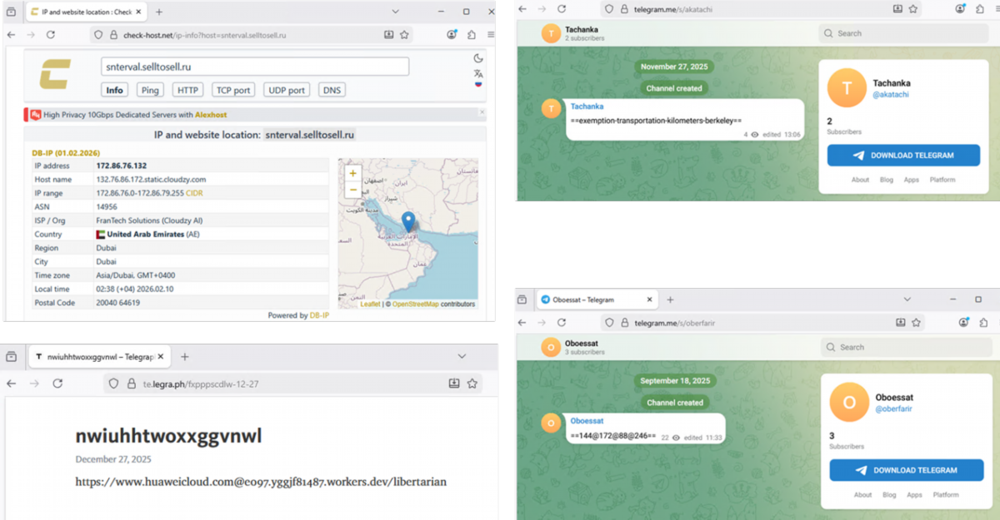 IP and website location : Check
check-host.net/ip-info?host=snterval.selltosell.ru
snterval.selltosell.ru
Info
Ping
HTTP
TCP port
UDP port
DNS
High Privacy 10Gbps Dedicated Servers with Alexhost
IP and website location: snterval.selltosell.ru
DB-IP (01.02.2026)
IP address 172.86.76.132
Host name 132.76.86.172.static.cloudzy.com
IP range 172.86.76.0-172.86.79.255 CIDR
ASN 14956
ISP / Org FranTech Solutions (Cloudzy AI)
Country United Arab Emirates (AE)
Region Dubai
City Dubai
Time zone Asia/Dubai, GMT+0400
Local time 02:38 (+04) 2026.02.10
Postal Code 20040 64619
+
−
اصفهان
ایران
شیراز
مدينة الكويت
الإمارات العربية
المتحدة
عمان
Leaflet | © OpenStreetMap contributors
Powered by DB-IP
telegram.me/s/akatachi
T
Tachanka
2 subscribers
Search
November 27, 2025
Channel created
T
Tachanka
==exemption-transportation-kilometers-berkeley==
4 edited 13:06
T
Tachanka
@akatachi
2
Subscribers
DOWNLOAD TELEGRAM
About Blog Apps Platform
T nwiuhhtwoxxggvnwl – Telegrap
te.legra.ph/fxpppscdlw-12-27
nwiuhhtwoxxggvnwl
December 27, 2025
https://www.huaweicloud.com@e097.yggjf81487.workers.dev/libertarian
Oboessat – Telegram
telegram.me/s/oberfarir
O
Oboessat
3 subscribers
Search
September 18, 2025
Channel created
O
Oboessat
==144@172@88@246==
22 edited 11:33
O
Oboessat
@oberfarir
3
Subscribers
DOWNLOAD TELEGRAM
About Blog Apps Platform